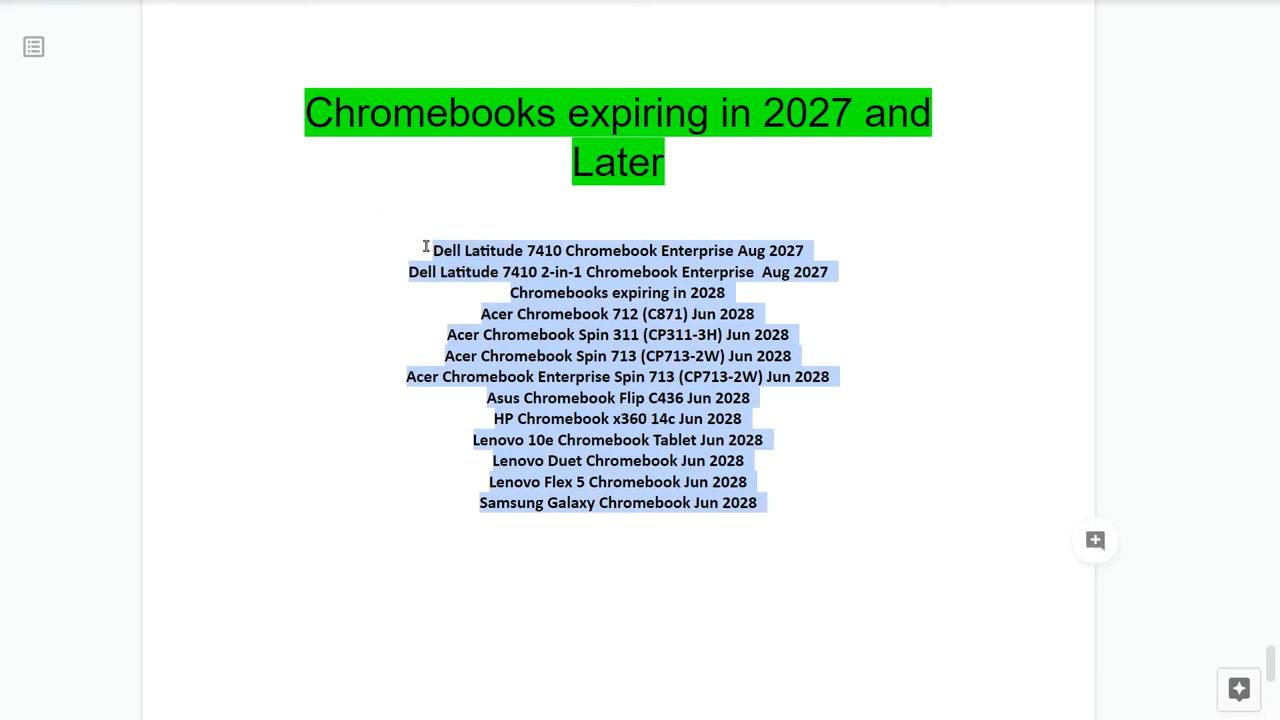 Chromebooks expiring in 2027 and
Later
Dell Latitude 7410 Chromebook Enterprise Aug 2027
Dell Latitude 7410 2-in-1 Chromebook Enterprise  Aug 2027
Chromebooks expiring in 2028
Acer Chromebook 712 (C871) Jun 2028
Acer Chromebook Spin 311 (CP311-3H) Jun 2028
Acer Chromebook Spin 713 (CP713-2W) Jun 2028
Acer Chromebook Enterprise Spin 713 (CP713-2W) Jun 2028
Asus Chromebook Flip C436 Jun 2028
HP Chromebook x360 14c Jun 2028
Lenovo 10e Chromebook Tablet Jun 2028
Lenovo Duet Chromebook Jun 2028
Lenovo Flex 5 Chromebook Jun 2028
Samsung Galaxy Chromebook Jun 2028